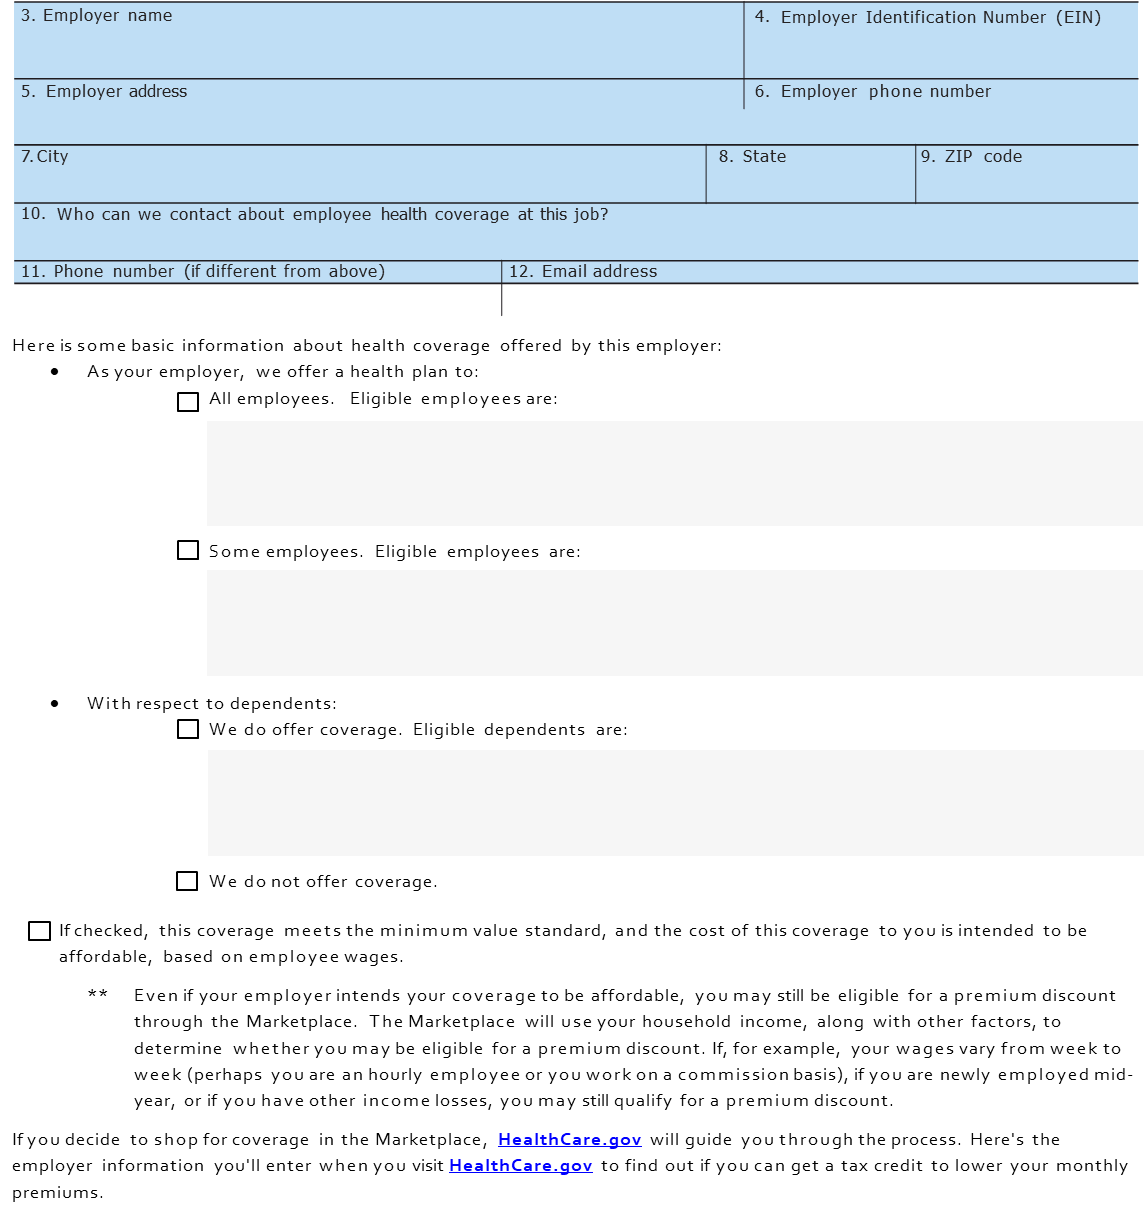 3. Employer name
4. Employer Identification Number (EIN)
5. Employer address
6. Employer phone number
7. City
8. State
9. ZIP code
10. Who can we contact about employee health coverage at this job?
11. Phone number (if different from above)
12. Email address
Here is some basic information about health coverage offered by this employer:
• As your employer, we offer a health plan to:
All employees. Eligible employees are:
Some employees. Eligible employees are:
• With respect to dependents:
We do offer coverage. Eligible dependents are:
We do not offer coverage.
If checked, this coverage meets the minimum value standard, and the cost of this coverage to you is intended to be
affordable, based on employee wages.
** Even if your employer intends your coverage to be affordable, you may still be eligible for a premium discount
through the Marketplace. The Marketplace will use your household income, along with other factors, to
determine whether you may be eligible for a premium discount. If, for example, your wages vary from week to
week (perhaps you are an hourly employee or you work on a commission basis), if you are newly employed mid-
year, or if you have other income losses, you may still qualify for a premium discount.
If you decide to shop for coverage in the Marketplace, HealthCare.gov will guide you through the process. Here's the
employer information you'll enter when you visit HealthCare.gov to find out if you can get a tax credit to lower your monthly
premiums.